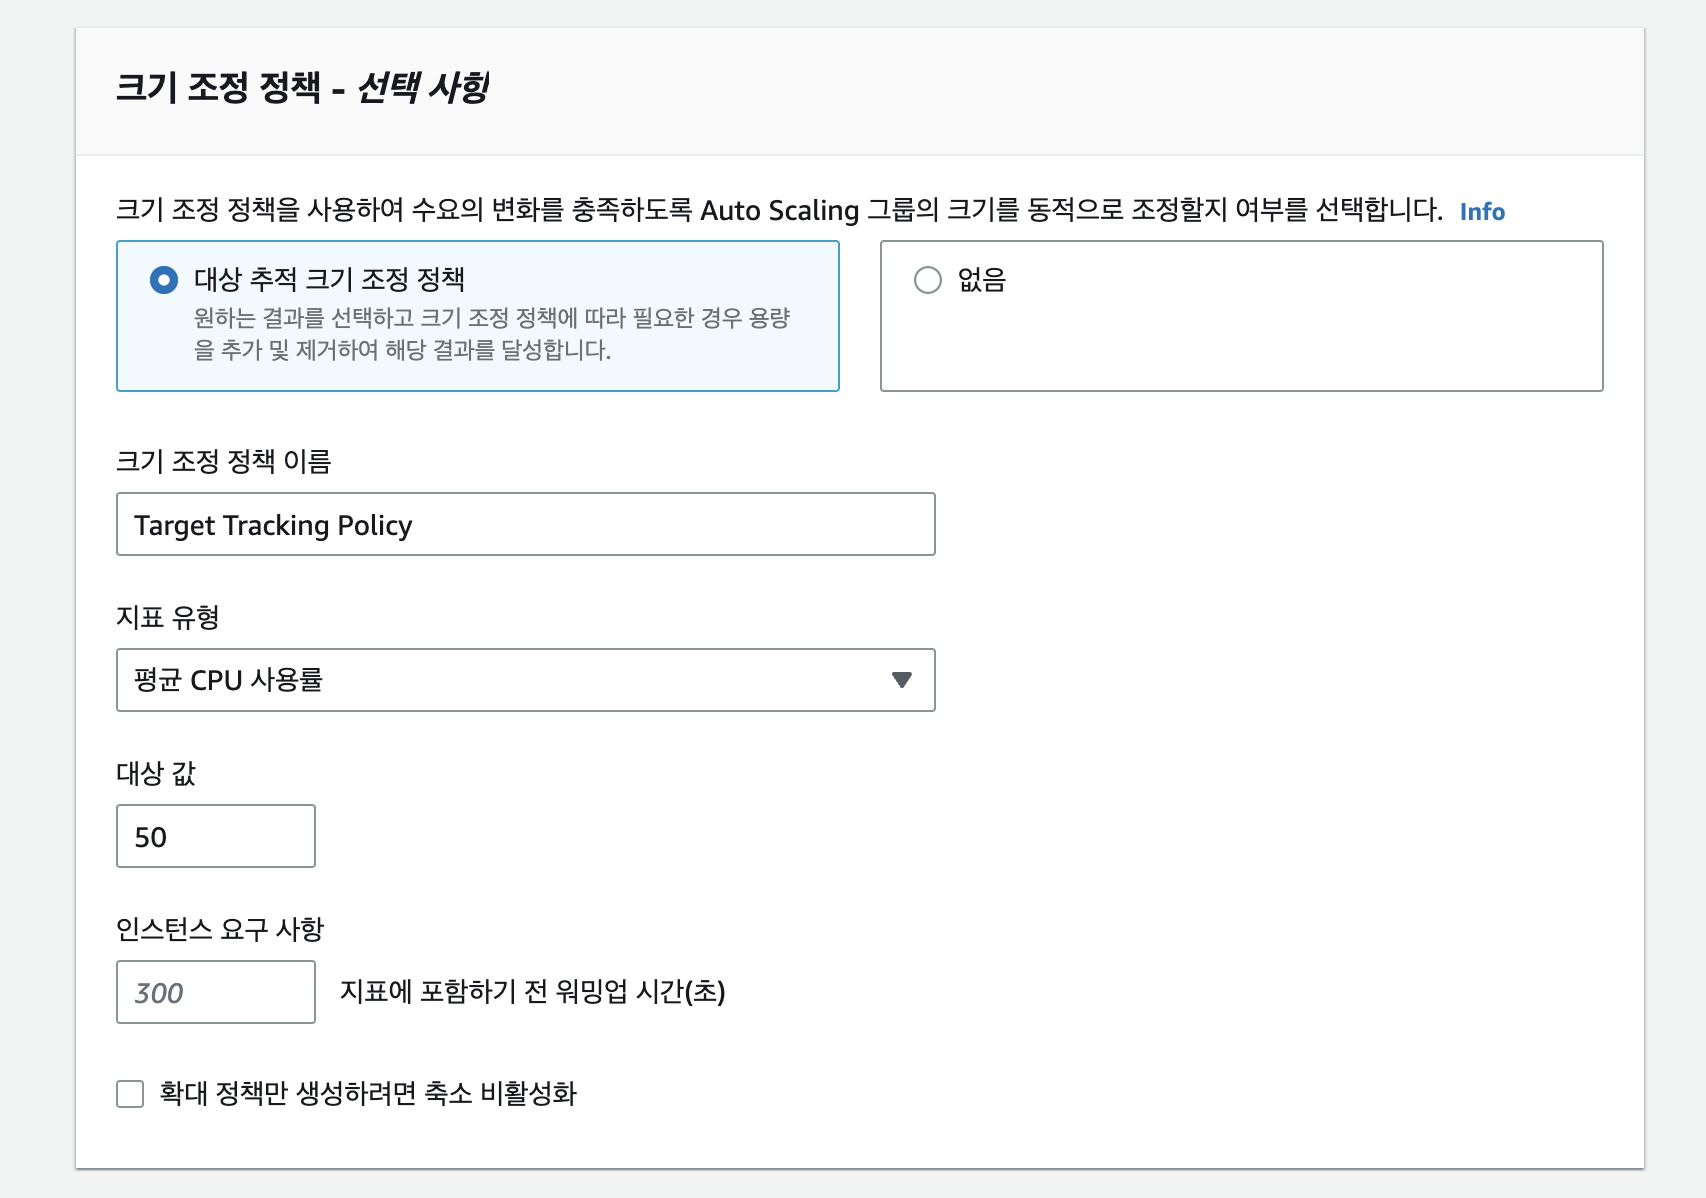 크기 조정 정책 - 선택 사항
크기 조정 정책을 사용하여 수요의 변화를 충족하도록 Auto Scaling 그룹의 크기를 동적으로 조정할지 여부를 선택합니다. Info
대상 추적 크기 조정 정책
원하는 결과를 선택하고 크기 조정 정책에 따라 필요한 경우 용량
을 추가 및 제거하여 해당 결과를 달성합니다.
없음
크기 조정 정책 이름
Target Tracking Policy
지표 유형
평균 CPU 사용률
대상 값
50
인스턴스 요구 사항
300 지표에 포함하기 전 워밍업 시간(초)
확대 정책만 생성하려면 축소 비활성화